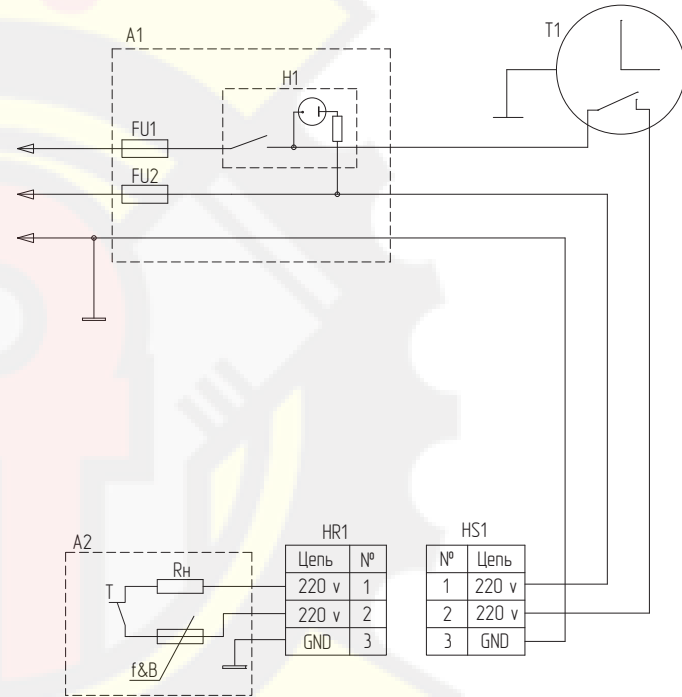 T1
A1
H1
FU1
FU2
HR1
HS1
A2
Цепь Nº
Nº Цепь
Rн
T
220 v 1
1 220 v
220 v 2
2 220 v
GND 3
3 GND
f&B